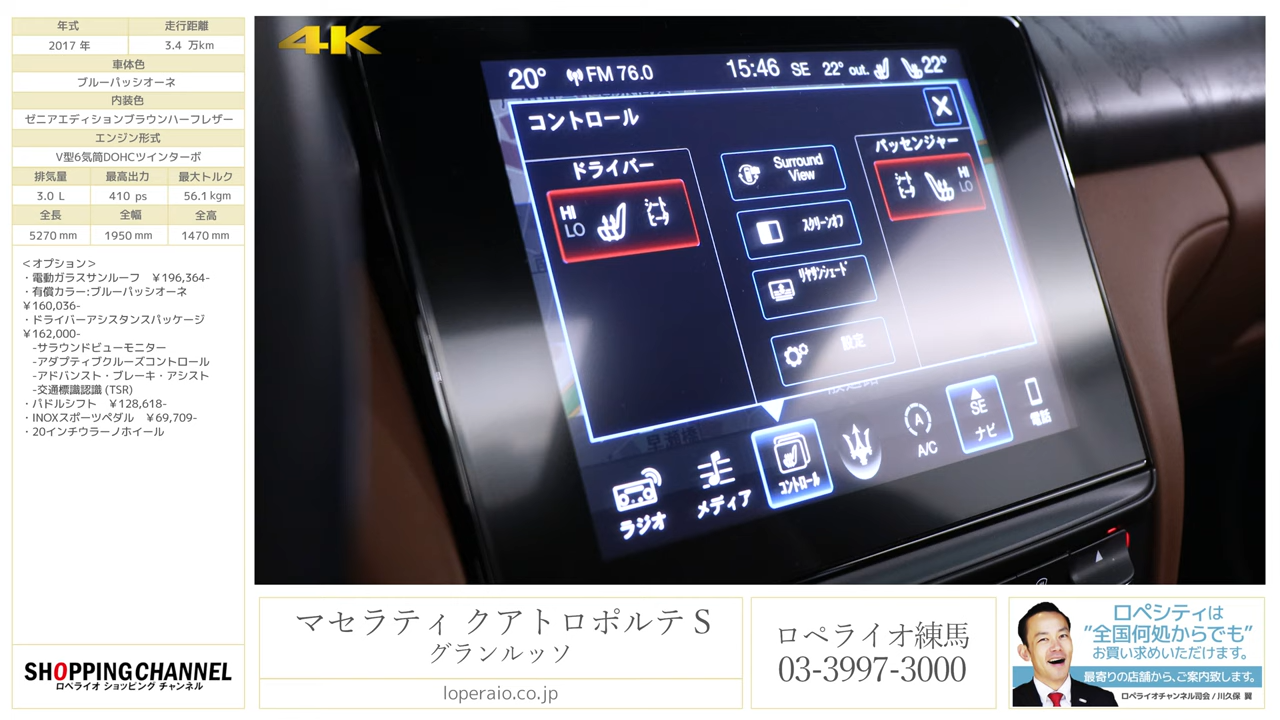 年式
走行距離
2017 年
3.4 万km
車体色
ブルーパッシオーネ
内装色
ゼニアエディションブラウンハーフレザー
エンジン形式
V型6気筒DOHCツインターボ
排気量
最高出力
最大トルク
3.0 L
410 ps
56.1 kgm
全長
全幅
全高
5270 mm
1950 mm
1470 mm
<オプション>
・電動ガラスサンルーフ ￥196,364-
・有償カラー:ブルーパッシオーネ
￥160,036-
・ドライバーアシスタンスパッケージ
￥162,000-
-サラウンドビューモニター
-アダプティブクルーズコントロール
-アドバンスト・ブレーキ・アシスト
-交通標識認識 (TSR)
・パドルシフト ￥128,618-
・INOXスポーツペダル ￥69,709-
・20インチウラーノホイール
SHOPPING CHANNEL
ロペライオ ショッピング チャンネル
4K
20° FM 76.0 15:46 SE 22° out. 22°
コントロール
ドライバー
HI
LO
Surround
View
スクリーンオフ
リヤサンシェード
設定
パッセンジャー
HI
LO
ラジオ
メディア
コントロール
A
A/C
SE
ナビ
電話
マセラティ クアトロポルテ S
グランルッソ
loperaio.co.jp
ロペライオ練馬
03-3997-3000
ロペシティは
"全国何処からでも"
お買い求めいただけます。
最寄りの店舗から、ご案内致します。
ロペライオチャンネル司会 / 川久保 翼